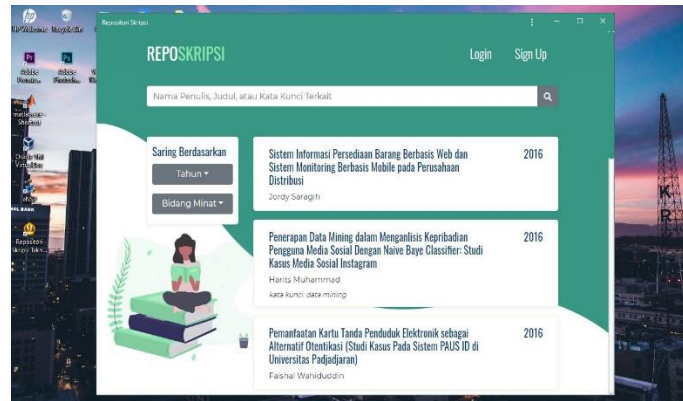 Repositori Skripsi
REPOSKRIPSI
Login Sign Up
Nama Penulis, Judul, atau Kata Kunci Terkait
Saring Berdasarkan
Tahun
Bidang Minat
Sistem Informasi Persediaan Barang Berbasis Web dan
Sistem Monitoring Berbasis Mobile pada Perusahaan
Distribusi
2016
Jordy Saragih
Penerapan Data Mining dalam Menganlisis Kepribadian
Pengguna Media Sosial Dengan Naive Baye Classifier: Studi
Kasus Media Sosial Instagram
2016
Harits Muhammad
kata kunci: data mining
Pemanfaatan Kartu Tanda Penduduk Elektronik sebagai
Alternatif Otentikasi (Studi Kasus Pada Sistem PAUS ID di
Universitas Padjadjaran)
2016
Faishal Wahiduddin